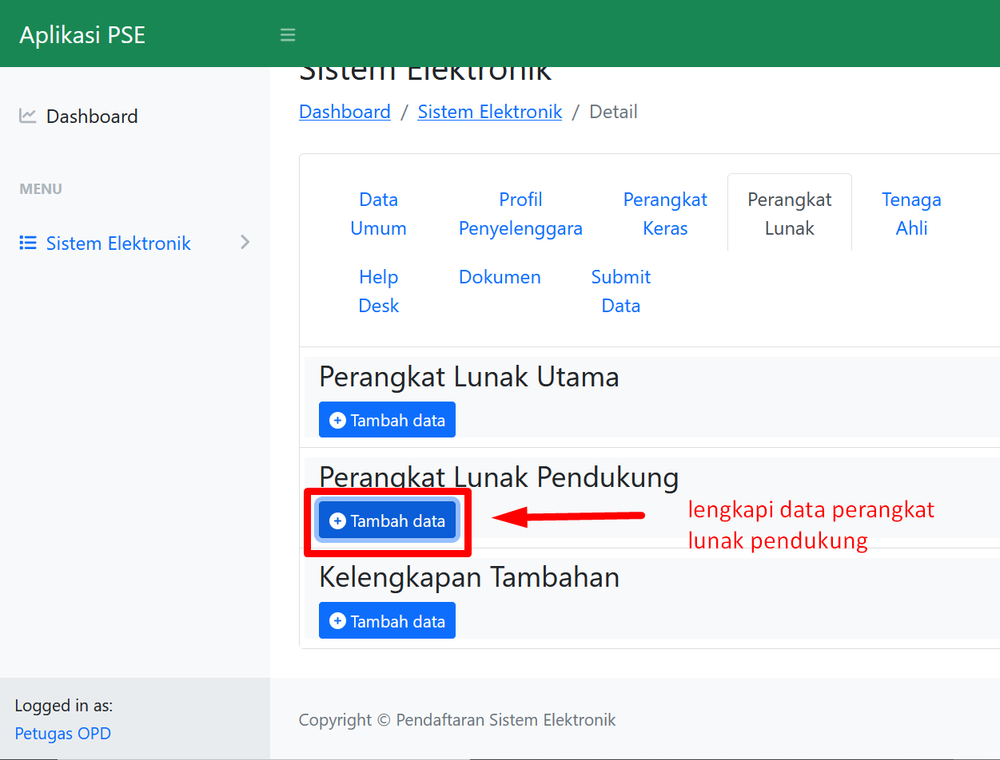 Aplikasi PSE
Sistem Elektronik
Dashboard / Sistem Elektronik / Detail
Dashboard
MENU
Sistem Elektronik
Data Umum
Profil Penyelenggara
Perangkat Keras
Perangkat Lunak
Tenaga Ahli
Help Desk
Dokumen
Submit Data
Perangkat Lunak Utama
Tambah data
Perangkat Lunak Pendukung
Tambah data
lengkapi data perangkat
lunak pendukung
Kelengkapan Tambahan
Tambah data
Logged in as:
Petugas OPD
Copyright © Pendaftaran Sistem Elektronik